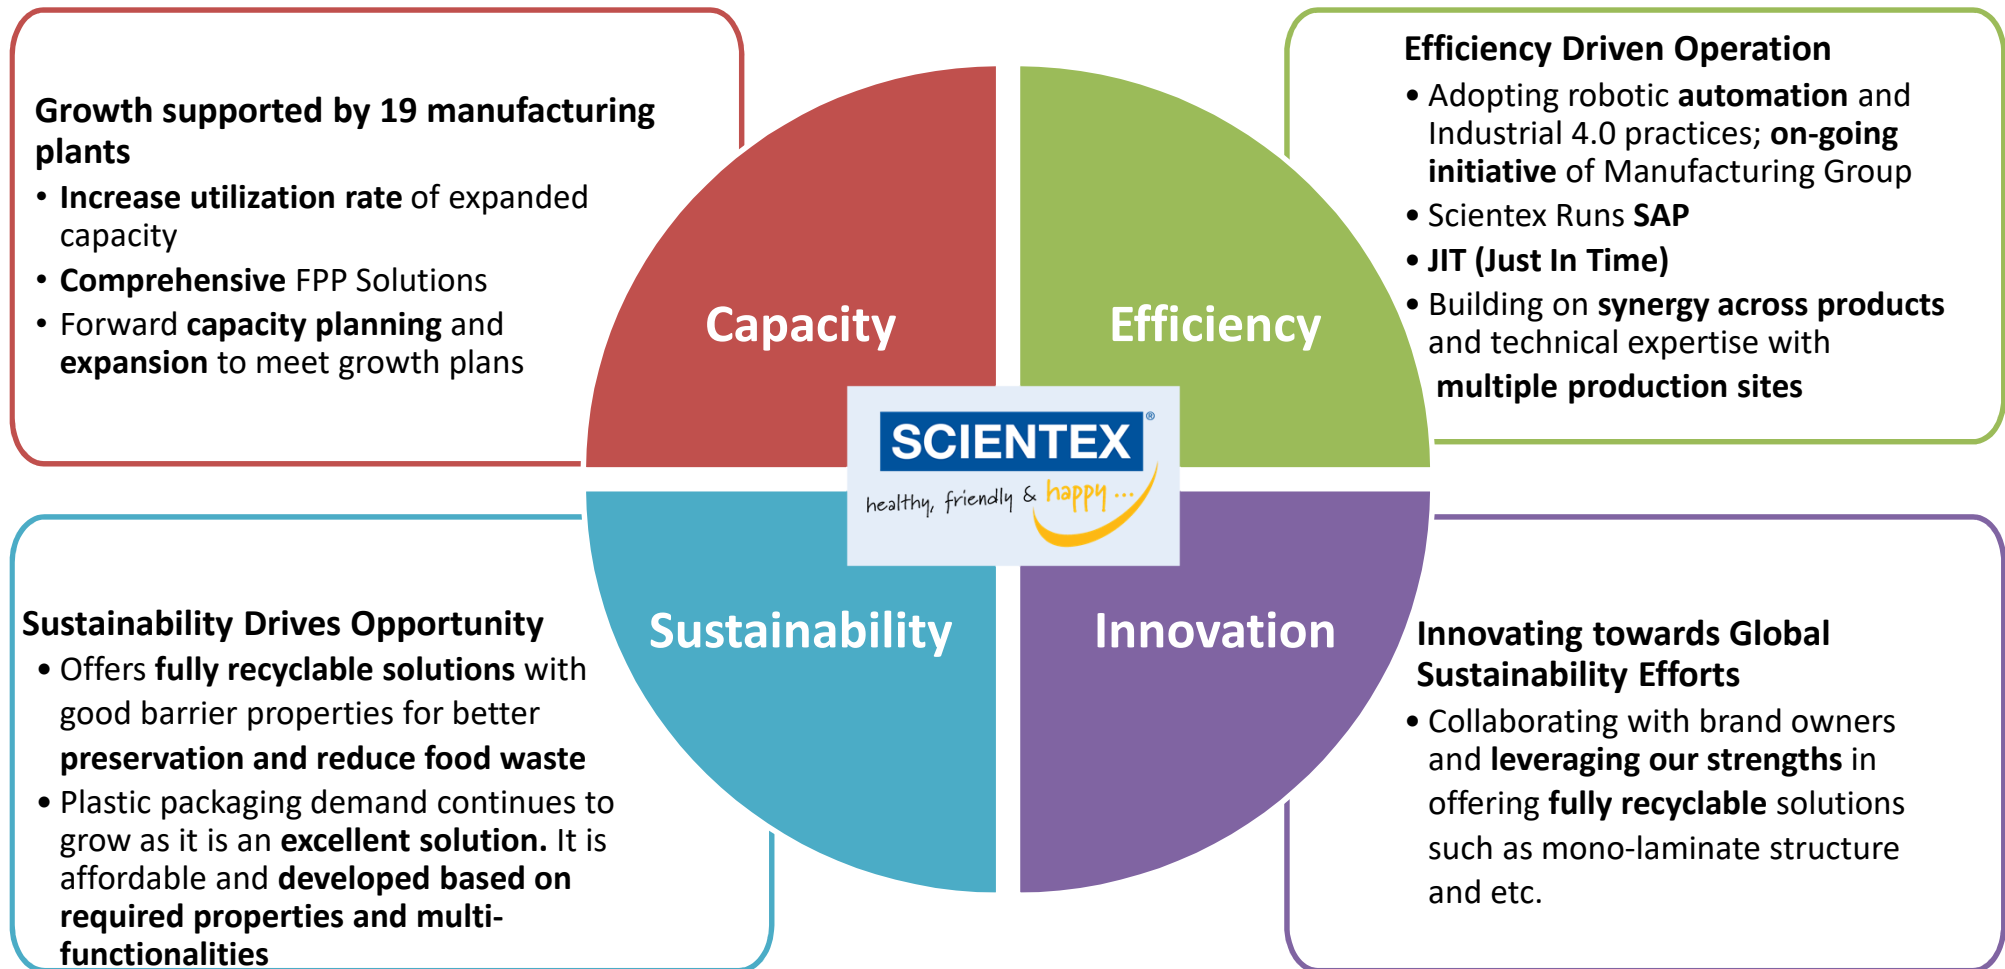 Growth supported by 19 manufacturing
plants
• Increase utilization rate of expanded
capacity
• Comprehensive FPP Solutions
• Forward capacity planning and
expansion to meet growth plans
Efficiency Driven Operation
• Adopting robotic automation and
Industrial 4.0 practices; on-going
initiative of Manufacturing Group
• Scientex Runs SAP
• JIT (Just In Time)
• Building on synergy across products
and technical expertise with
multiple production sites
Capacity
Efficiency
SCIENTEX®
healthy, friendly & happy ...
Sustainability
Innovation
Sustainability Drives Opportunity
• Offers fully recyclable solutions with
good barrier properties for better
preservation and reduce food waste
• Plastic packaging demand continues to
grow as it is an excellent solution. It is
affordable and developed based on
required properties and multi-
functionalities
Innovating towards Global
Sustainability Efforts
• Collaborating with brand owners
and leveraging our strengths in
offering fully recyclable solutions
such as mono-laminate structure
and etc.